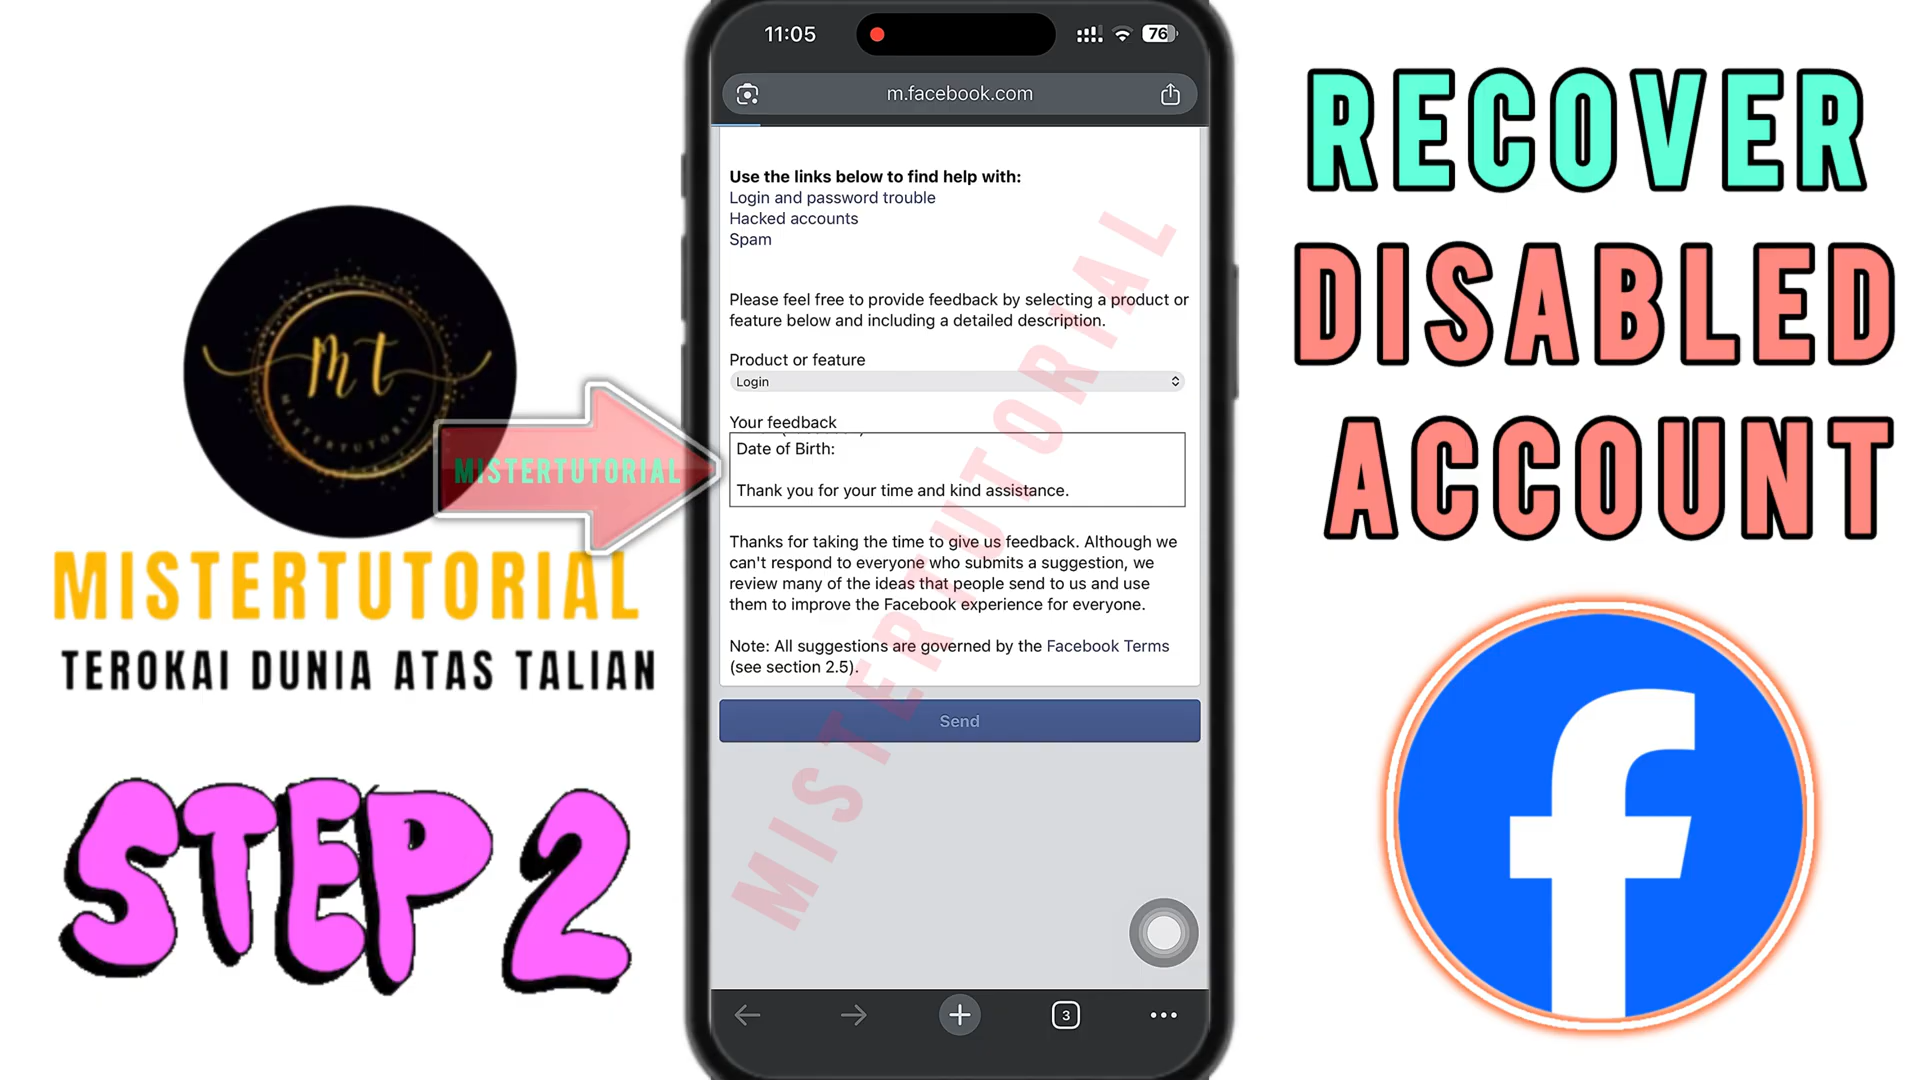 11:05
76
m.facebook.com
Use the links below to find help with:
Login and password trouble
Hacked accounts
Spam
Please feel free to provide feedback by selecting a product or
feature below and including a detailed description.
Product or feature
Login
Your feedback
Date of Birth:
Thank you for your time and kind assistance.
Thanks for taking the time to give us feedback. Although we
can't respond to everyone who submits a suggestion, we
review many of the ideas that people send to us and use
them to improve the Facebook experience for everyone.
Note: All suggestions are governed by the Facebook Terms
(see section 2.5).
Send
3
MISTERTUTORIAL
Mt
MISTERTUTORIAL
MISTERTUTORIAL
MISTERTUTORIAL
TEROKAI DUNIA ATAS TALIAN
STEP 2
RECOVER
DISABLED
ACCOUNT
f